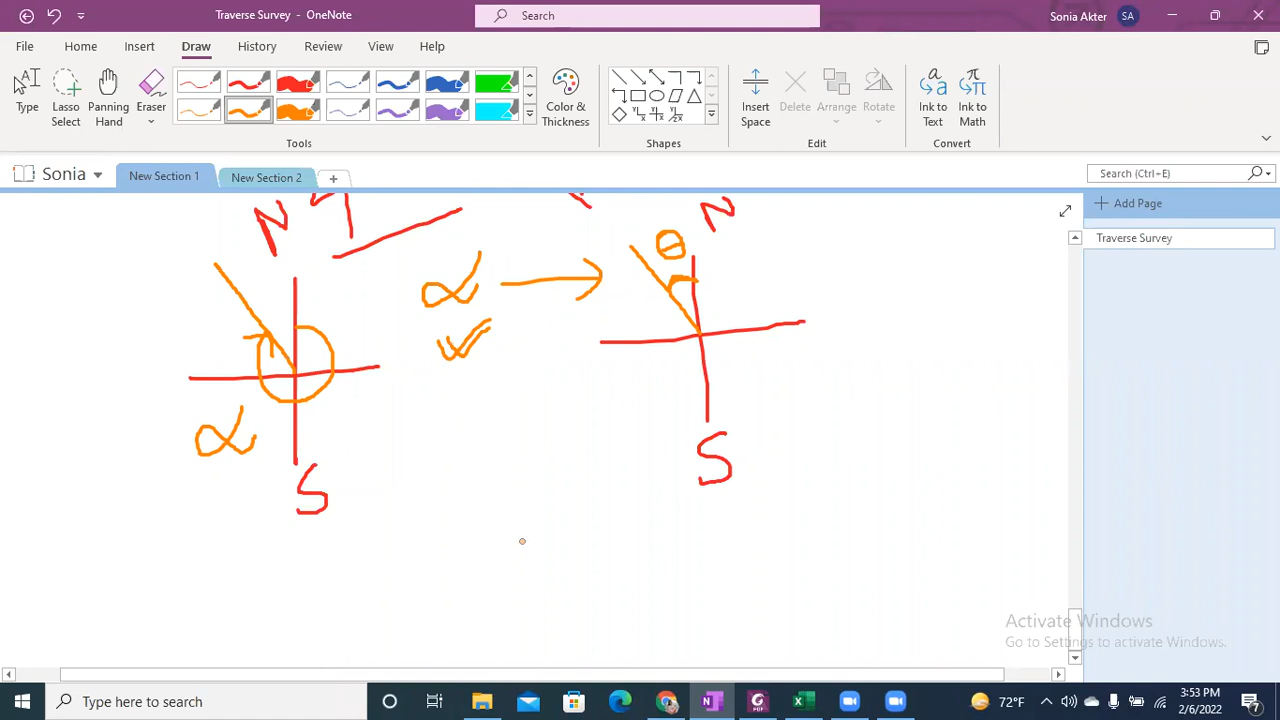 Traverse Survey - OneNote
Search
Sonia Akter
SA
File
Home
Insert
Draw
History
Review
View
Help
Type
Lasso Select
Panning Hand
Eraser
Color & Thickness
Insert Space
Delete
Arrange
Rotate
Ink to Text
Ink to Math
Tools
Shapes
Edit
Convert
Sonia
New Section 1
New Section 2
Search (Ctrl+E)
Add Page
Traverse Survey
N
N
θ
α
α
S
S
Activate Windows
Go to Settings to activate Windows.
Type here to search
72°F
3:53 PM
2/6/2022